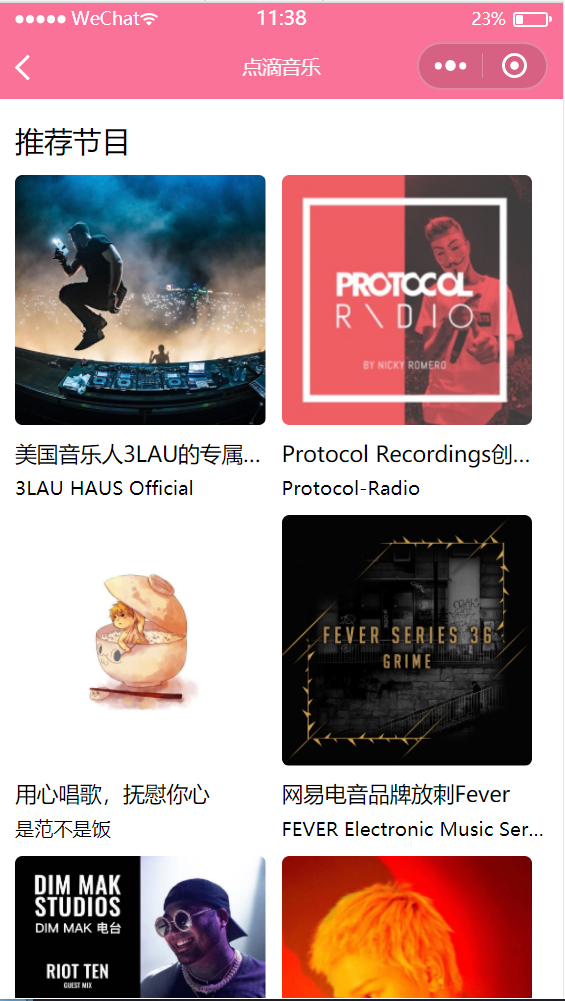 WeChat 11:38 23%
点滴音乐
推荐节目
PROTOCOL
RADIO
BY NICKY ROMERO
美国音乐人3LAU的专属...
3LAU HAUS Official
Protocol Recordings创...
Protocol-Radio
FEVER SERIES 36
GRIME
用心唱歌，抚慰你心
是范不是饭
网易电音品牌放刺Fever
FEVER Electronic Music Ser...
DIM MAK
STUDIOS
DIM MAK 电台
RIOT TEN
GUEST MIX